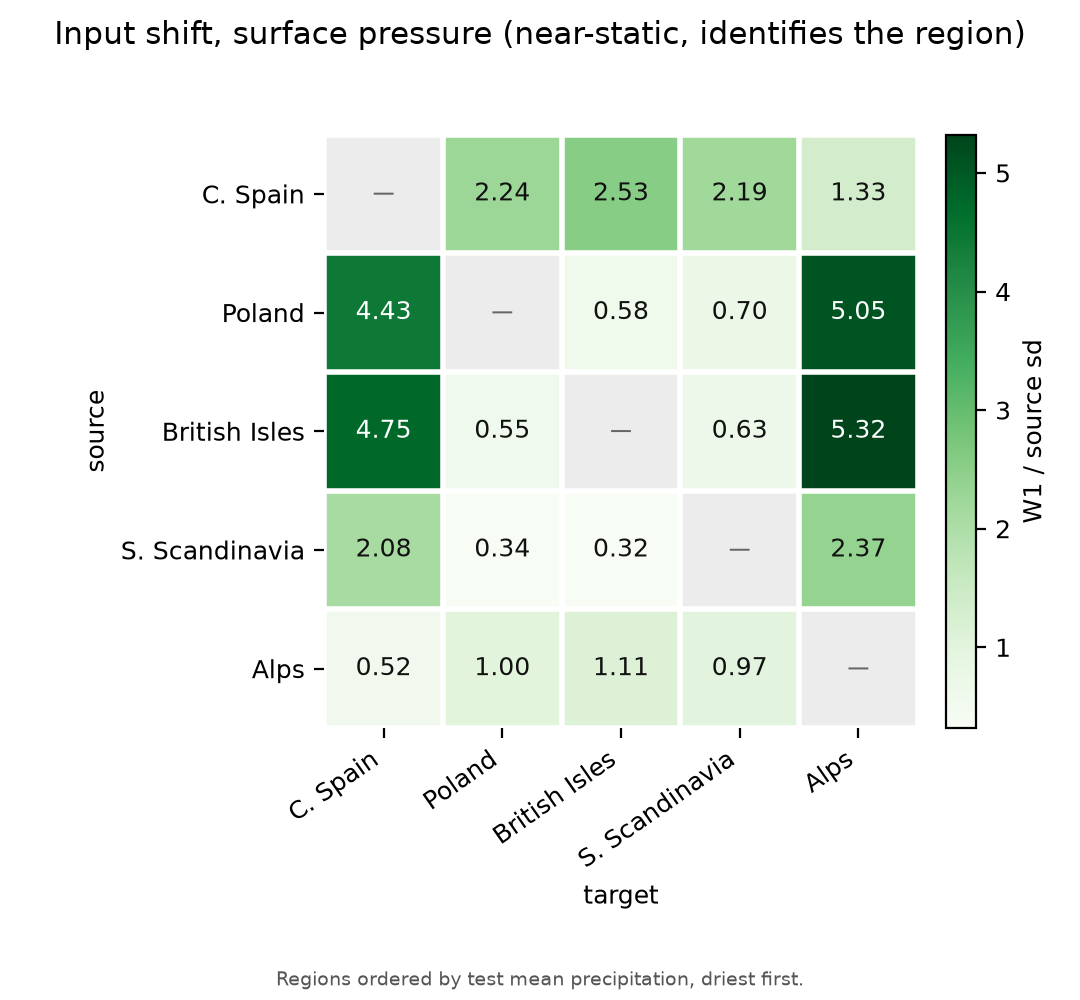 Input shift, surface pressure (near-static, identifies the region)
C. Spain — 2.24 2.53 2.19 1.33
Poland 4.43 — 0.58 0.70 5.05
British Isles 4.75 0.55 — 0.63 5.32
S. Scandinavia 2.08 0.34 0.32 — 2.37
Alps 0.52 1.00 1.11 0.97 —
source
C. Spain Poland British Isles S. Scandinavia Alps
target
5
4
3
2
1
W1 / source sd
Regions ordered by test mean precipitation, driest first.